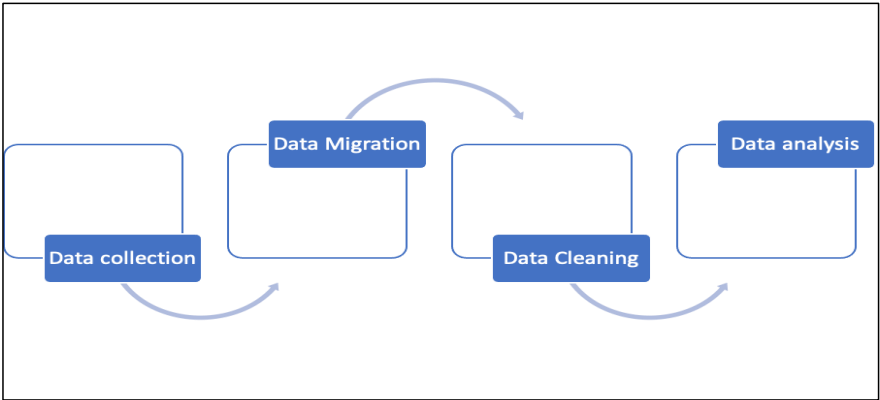 Data collection
Data Migration
Data Cleaning
Data analysis